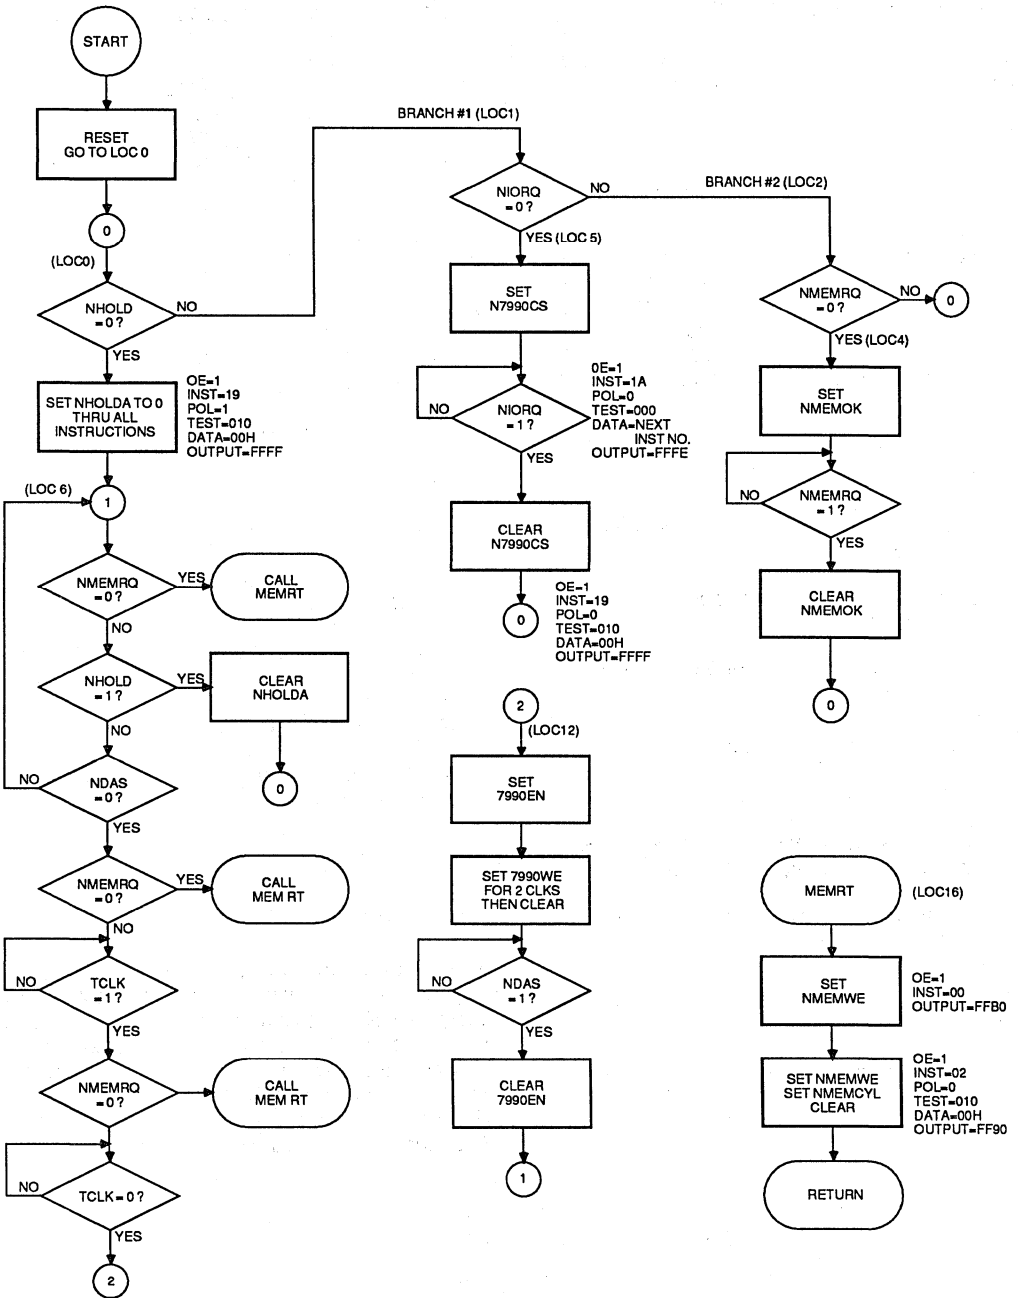 START
RESET
GO TO LOC 0
0
(LOC0)
NHOLD
=0?
NO
YES
SET NHOLDA TO 0
THRU ALL
INSTRUCTIONS
OE=1
INST=19
POL=1
TEST=010
DATA=00H
OUTPUT=FFFF
(LOC 6)
1
NMEMRQ
=0?
YES
CALL
MEMRT
NO
NHOLD
=1?
YES
CLEAR
NHOLDA
0
NO
NDAS
=0?
NO
YES
NMEMRQ
=0?
YES
CALL
MEM RT
NO
TCLK
=1?
NO
YES
NMEMRQ
=0?
CALL
MEM RT
TCLK=0?
NO
YES
2
BRANCH #1 (LOC1)
NIORQ
=0?
NO
YES (LOC 5)
SET
N7990CS
NIORQ
=1?
NO
YES
0E=1
INST=1A
POL=0
TEST=000
DATA=NEXT
INST NO.
OUTPUT=FFFE
CLEAR
N7990CS
0
OE=1
INST=19
POL=0
TEST=010
DATA=00H
OUTPUT=FFFF
2
(LOC12)
SET
7990EN
SET 7990WE
FOR 2 CLKS
THEN CLEAR
NDAS
=1?
NO
YES
CLEAR
7990EN
1
BRANCH #2 (LOC2)
NMEMRQ
=0?
NO
0
YES (LOC4)
SET
NMEMOK
NMEMRQ
=1?
NO
YES
CLEAR
NMEMOK
0
MEMRT
(LOC16)
SET
NMEMWE
OE=1
INST=00
OUTPUT=FFB0
SET NMEMWE
SET NMEMCYL
CLEAR
OE=1
INST=02
POL=0
TEST=010
DATA=00H
OUTPUT=FF90
RETURN